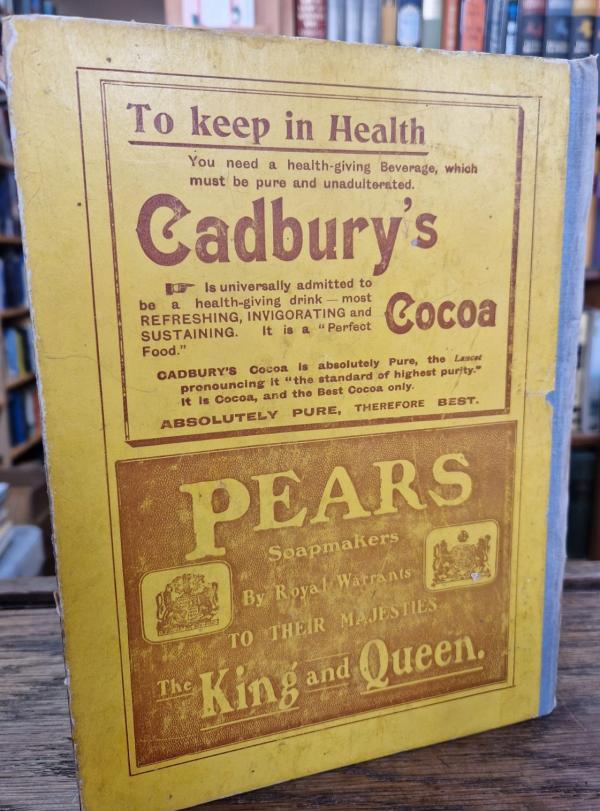 To keep in Health
You need a health-giving Beverage, which
must be pure and unadulterated.
Cadbury's
Is universally admitted to
be a health-giving drink — most
REFRESHING, INVIGORATING and
SUSTAINING. It is a "Perfect
Food."
Cocoa
CADBURY'S Cocoa is absolutely Pure, the Lancet
pronouncing it "the standard of highest purity."
It is Cocoa, and the Best Cocoa only.
ABSOLUTELY PURE, THEREFORE BEST.
PEARS
Soapmakers
By Royal Warrants
TO THEIR MAJESTIES
The King and Queen.